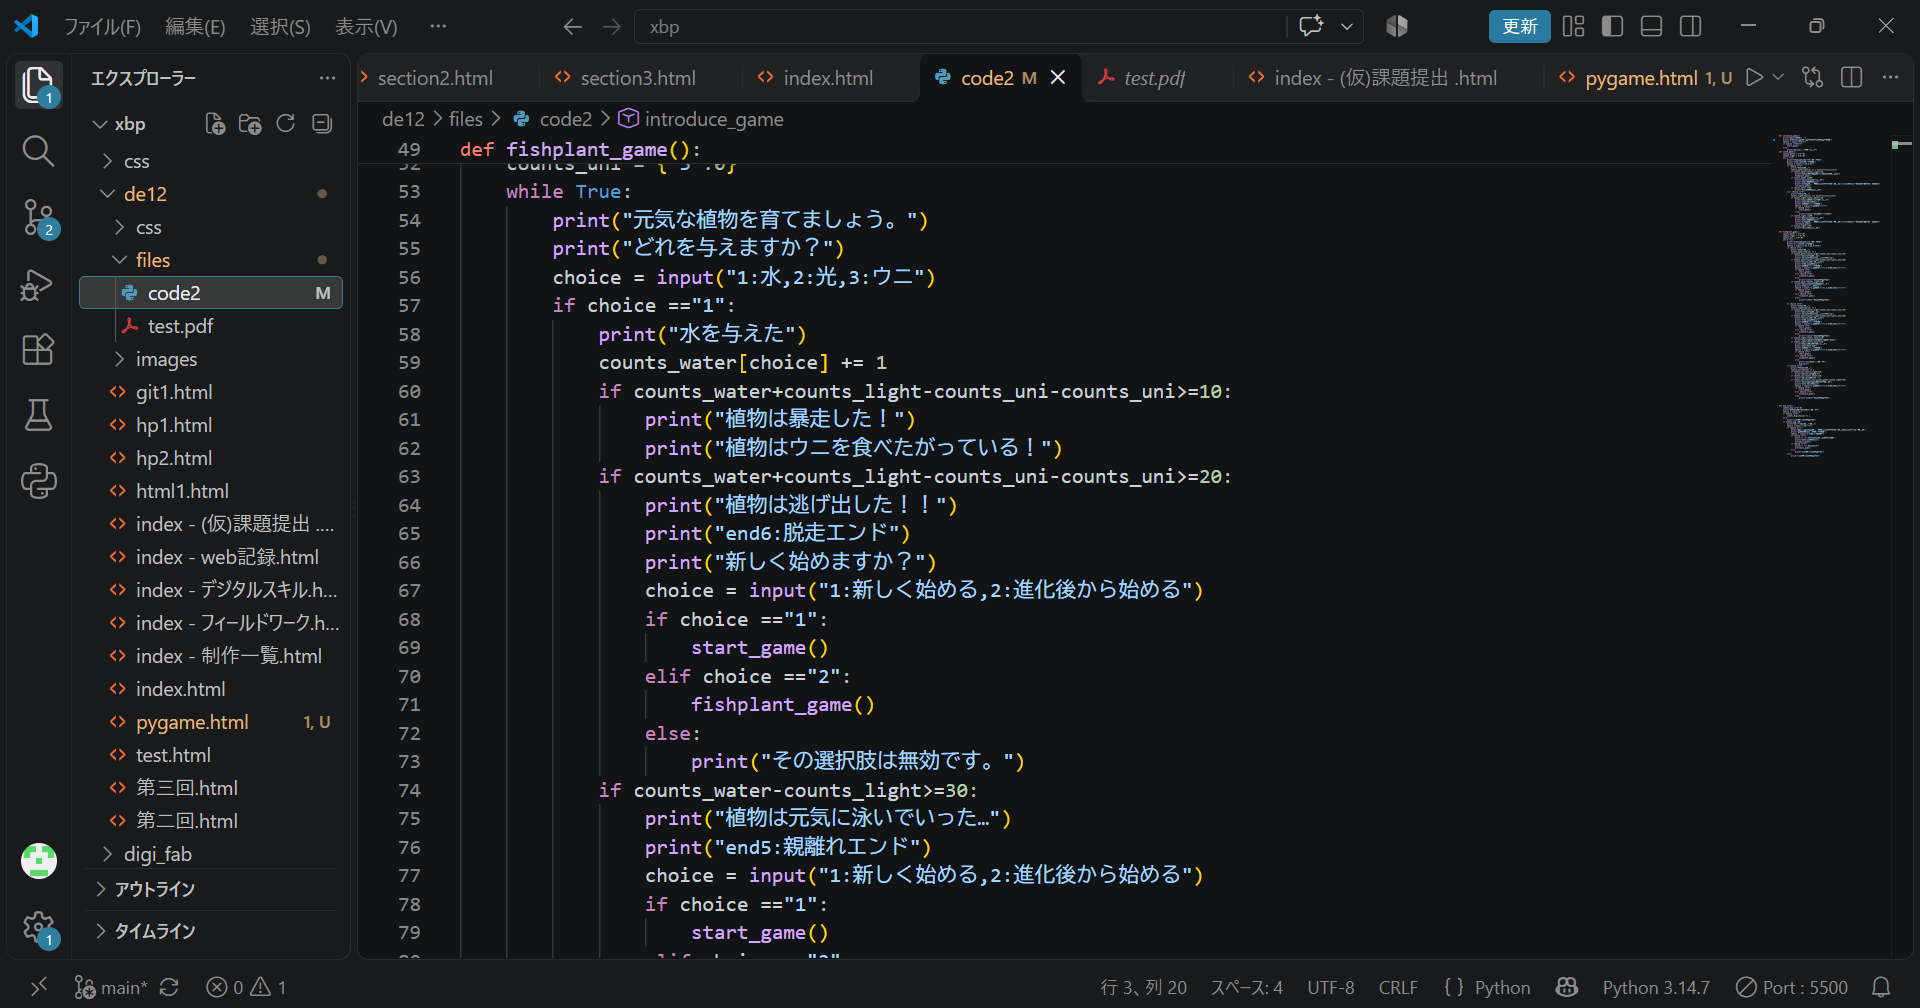 ファイル(F) 編集(E) 選択(S) 表示(V) ··· xbp 更新
エクスプローラー ···
section2.html section3.html index.html code2 M test.pdf index - (仮)課題提出 .html pygame.html 1, U ···
de12 > files > code2 > introduce_game
xbp
css
de12
css
files
code2 M
test.pdf
images
git1.html
hp1.html
hp2.html
html1.html
index - (仮)課題提出 ....
index - web記録.html
index - デジタルスキル.h...
index - フィールドワーク.h...
index - 制作一覧.html
index.html
pygame.html 1, U
test.html
第三回.html
第二回.html
digi_fab
アウトライン
タイムライン
1
2
1
49 def fishplant_game():
52 counts_uni = { "3":0}
53 while True:
54 print("元気な植物を育てましょう。")
55 print("どれを与えますか？")
56 choice = input("1:水,2:光,3:ウニ")
57 if choice =="1":
58 print("水を与えた")
59 counts_water[choice] += 1
60 if counts_water+counts_light-counts_uni-counts_uni>=10:
61 print("植物は暴走した！")
62 print("植物はウニを食べたがっている！")
63 if counts_water+counts_light-counts_uni-counts_uni>=20:
64 print("植物は逃げ出した！！")
65 print("end6:脱走エンド")
66 print("新しく始めますか？")
67 choice = input("1:新しく始める,2:進化後から始める")
68 if choice =="1":
69 start_game()
70 elif choice =="2":
71 fishplant_game()
72 else:
73 print("その選択肢は無効です。")
74 if counts_water-counts_light>=30:
75 print("植物は元気に泳いでいった…")
76 print("end5:親離れエンド")
77 choice = input("1:新しく始める,2:進化後から始める")
78 if choice =="1":
79 start_game()
main* 0 1 行 3、列 20 スペース: 4 UTF-8 CRLF { } Python Python 3.14.7 Port : 5500